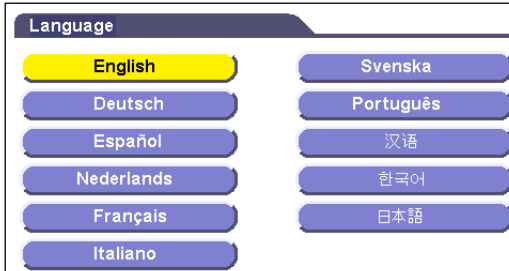 Language
English
Deutsch
Español
Nederlands
Français
Italiano
Svenska
Português
汉语
한국어
日本語